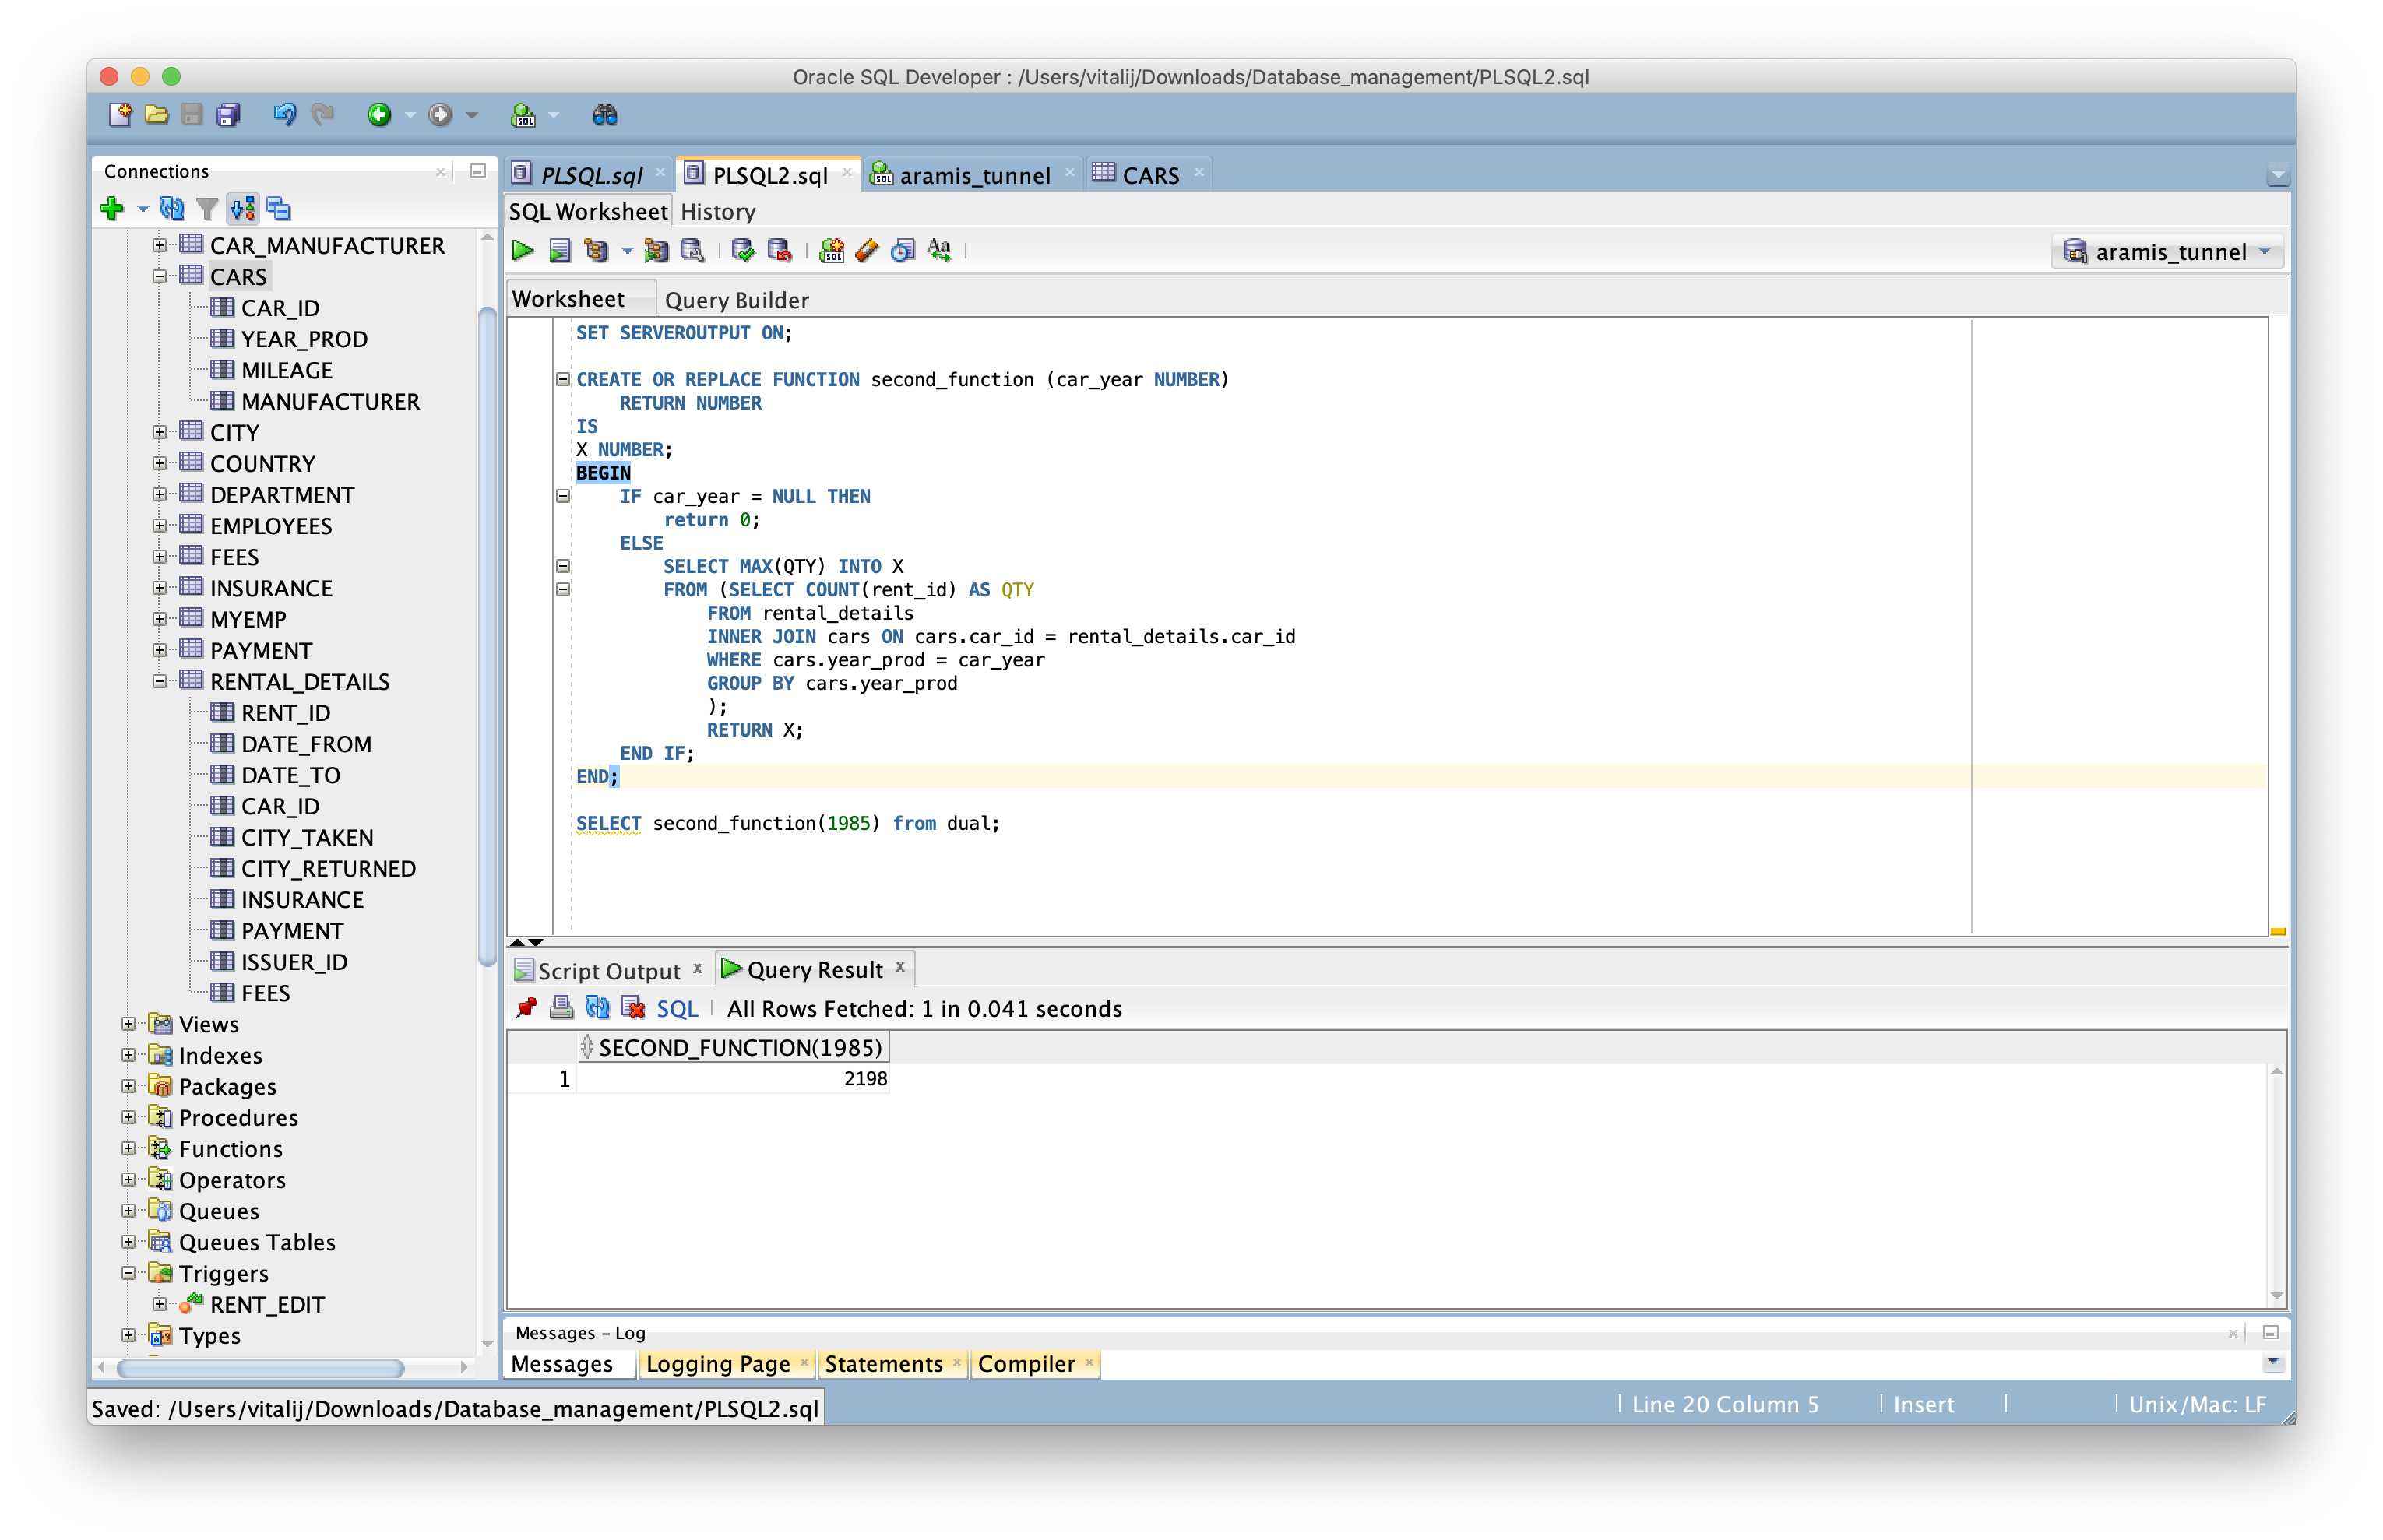 Oracle SQL Developer : /Users/vitalij/Downloads/Database_management/PLSQL2.sql
Connections
CAR_MANUFACTURER
CARS
CAR_ID
YEAR_PROD
MILEAGE
MANUFACTURER
CITY
COUNTRY
DEPARTMENT
EMPLOYEES
FEES
INSURANCE
MYEMP
PAYMENT
RENTAL_DETAILS
RENT_ID
DATE_FROM
DATE_TO
CAR_ID
CITY_TAKEN
CITY_RETURNED
INSURANCE
PAYMENT
ISSUER_ID
FEES
Views
Indexes
Packages
Procedures
Functions
Operators
Queues
Queues Tables
Triggers
RENT_EDIT
Types
PLSQL.sql PLSQL2.sql aramis_tunnel CARS
SQL Worksheet History
aramis_tunnel
Worksheet Query Builder
SET SERVEROUTPUT ON;
CREATE OR REPLACE FUNCTION second_function (car_year NUMBER)
RETURN NUMBER
IS
X NUMBER;
BEGIN
IF car_year = NULL THEN
return 0;
ELSE
SELECT MAX(QTY) INTO X
FROM (SELECT COUNT(rent_id) AS QTY
FROM rental_details
INNER JOIN cars ON cars.car_id = rental_details.car_id
WHERE cars.year_prod = car_year
GROUP BY cars.year_prod
);
RETURN X;
END IF;
END;
SELECT second_function(1985) from dual;
Script Output Query Result
SQL All Rows Fetched: 1 in 0.041 seconds
SECOND_FUNCTION(1985)
1 2198
Messages - Log
Messages Logging Page Statements Compiler
Saved: /Users/vitalij/Downloads/Database_management/PLSQL2.sql
Line 20 Column 5 Insert Unix/Mac: LF